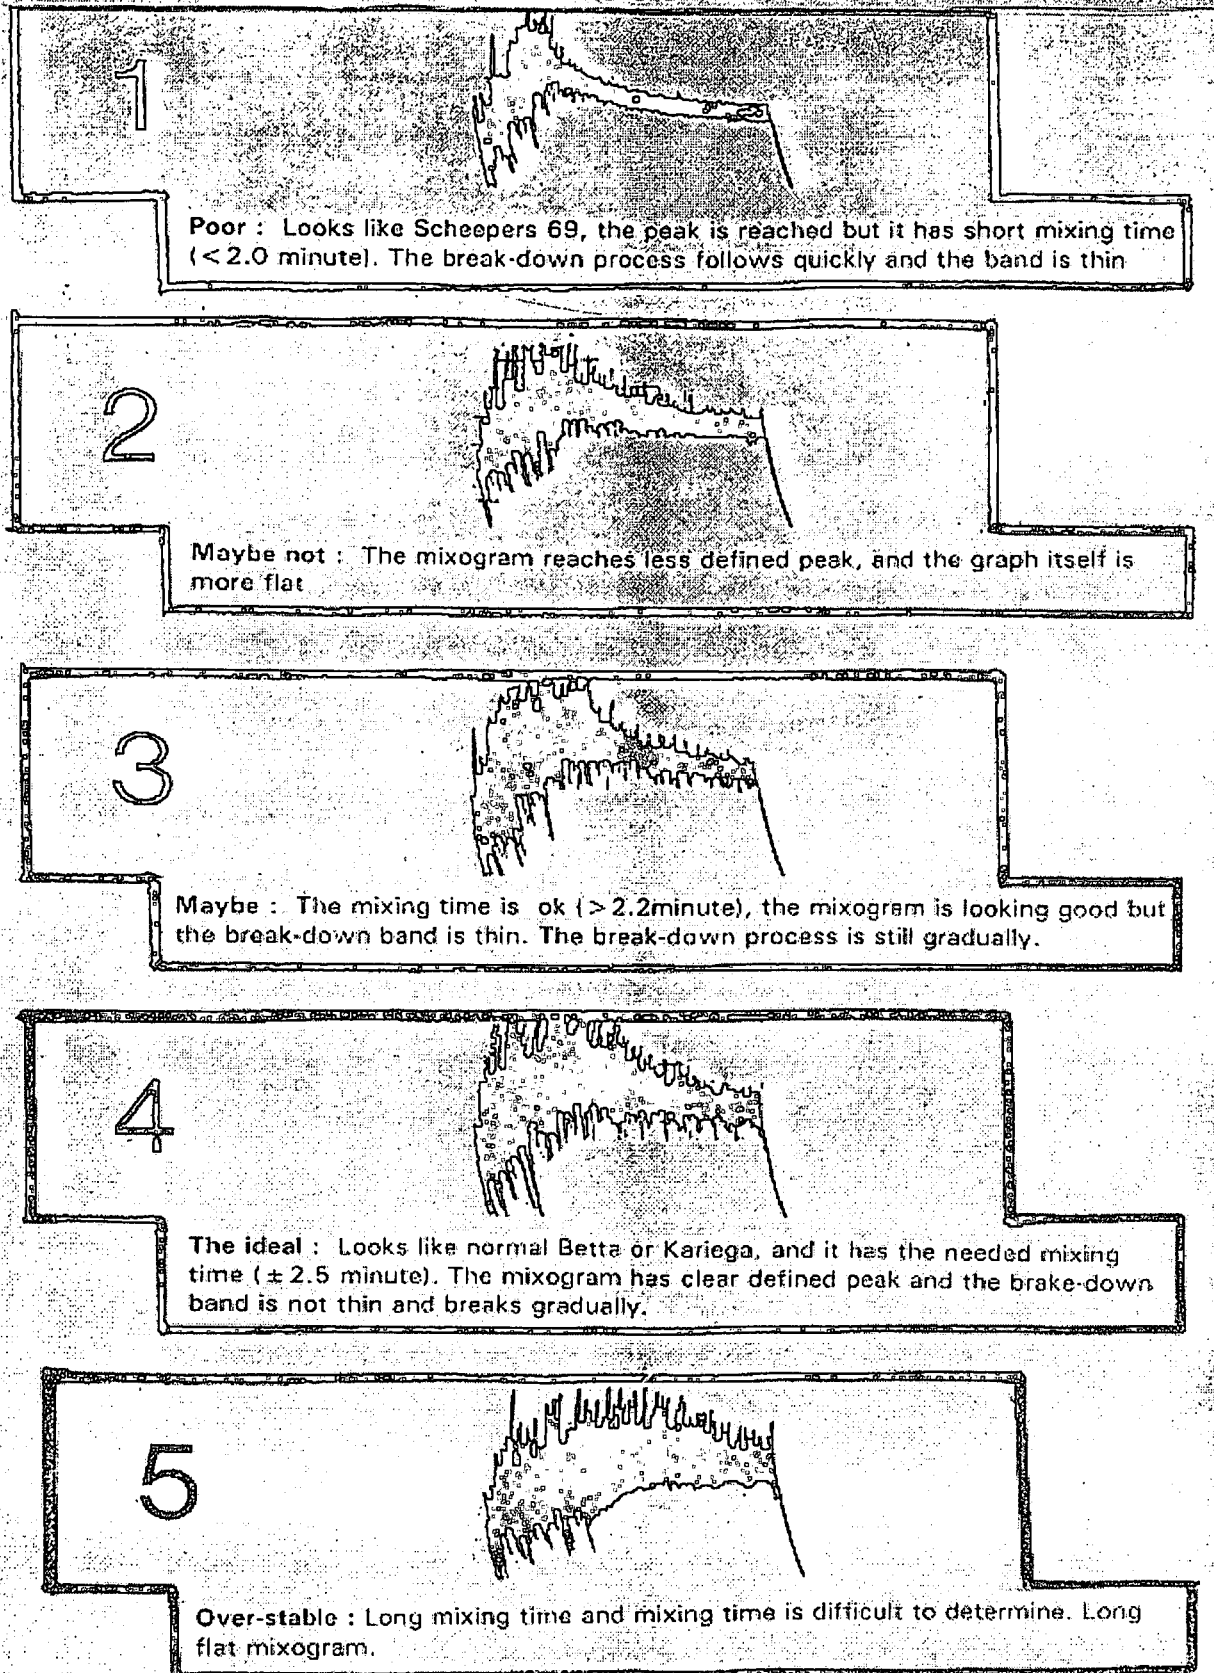 1
Poor : Looks like Scheepers 69, the peak is reached but it has short mixing time
(<2.0 minute). The break-down process follows quickly and the band is thin
2
Maybe not : The mixogram reaches less defined peak, and the graph itself is
more flat
3
Maybe : The mixing time is ok (>2.2minute), the mixogram is looking good but
the break-down band is thin. The break-down process is still gradually.
4
The ideal : Looks like normal Betta or Kariega, and it has the needed mixing
time (± 2.5 minute). The mixogram has clear defined peak and the brake-down
band is not thin and breaks gradually.
5
Over-stable : Long mixing time and mixing time is difficult to determine. Long
flat mixogram.